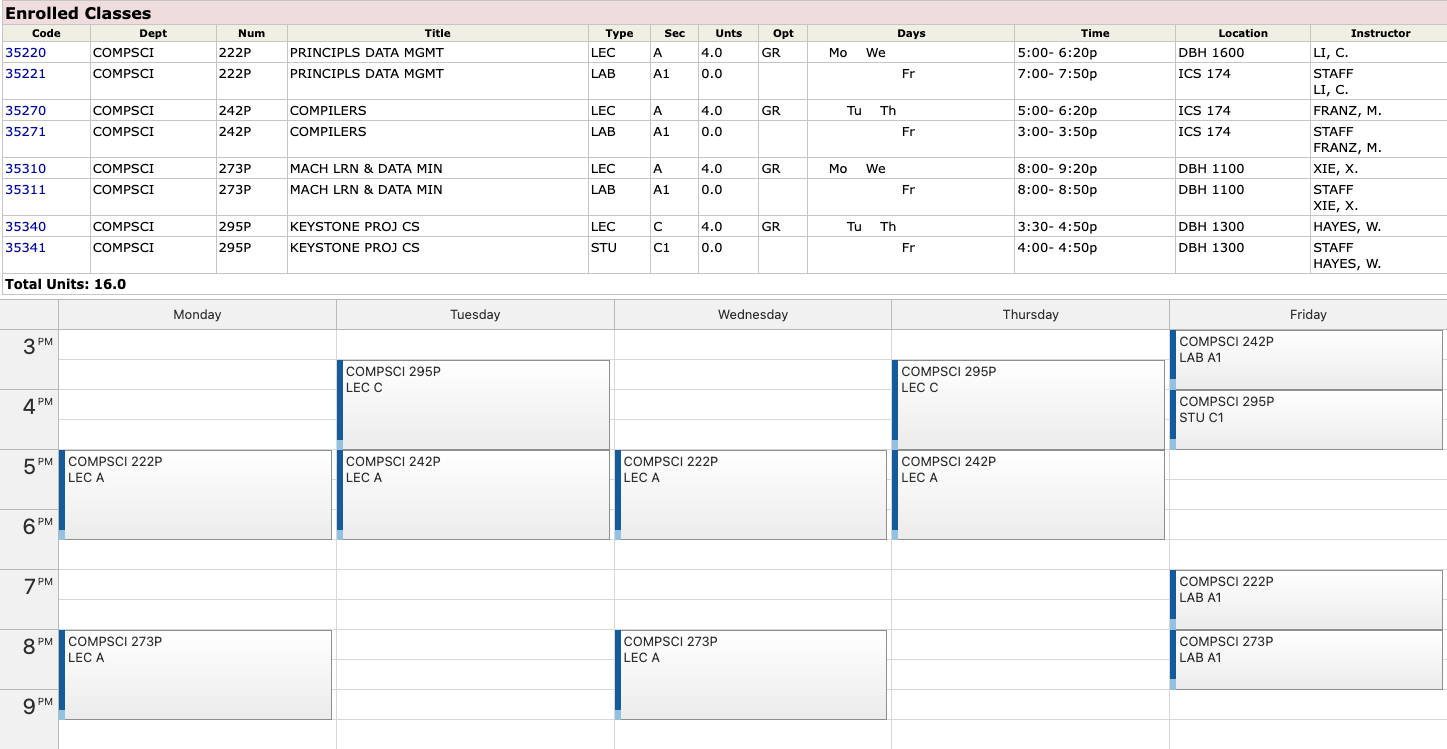 Enrolled Classes
Code Dept Num Title Type Sec Unts Opt Days Time Location Instructor
35220 COMPSCI 222P PRINCIPLS DATA MGMT LEC A 4.0 GR Mo We 5:00- 6:20p DBH 1600 LI, C.
35221 COMPSCI 222P PRINCIPLS DATA MGMT LAB A1 0.0 Fr 7:00- 7:50p ICS 174 STAFF
LI, C.
35270 COMPSCI 242P COMPILERS LEC A 4.0 GR Tu Th 5:00- 6:20p ICS 174 FRANZ, M.
35271 COMPSCI 242P COMPILERS LAB A1 0.0 Fr 3:00- 3:50p ICS 174 STAFF
FRANZ, M.
35310 COMPSCI 273P MACH LRN & DATA MIN LEC A 4.0 GR Mo We 8:00- 9:20p DBH 1100 XIE, X.
35311 COMPSCI 273P MACH LRN & DATA MIN LAB A1 0.0 Fr 8:00- 8:50p DBH 1100 STAFF
XIE, X.
35340 COMPSCI 295P KEYSTONE PROJ CS LEC C 4.0 GR Tu Th 3:30- 4:50p DBH 1300 HAYES, W.
35341 COMPSCI 295P KEYSTONE PROJ CS STU C1 0.0 Fr 4:00- 4:50p DBH 1300 STAFF
HAYES, W.
Total Units: 16.0
Monday Tuesday Wednesday Thursday Friday
3 PM COMPSCI 242P
LAB A1
COMPSCI 295P COMPSCI 295P
LEC C LEC C
4 PM COMPSCI 295P
STU C1
5 PM COMPSCI 222P COMPSCI 242P COMPSCI 222P COMPSCI 242P
LEC A LEC A LEC A LEC A
6 PM
7 PM COMPSCI 222P
LAB A1
8 PM COMPSCI 273P COMPSCI 273P COMPSCI 273P
LEC A LEC A LAB A1
9 PM